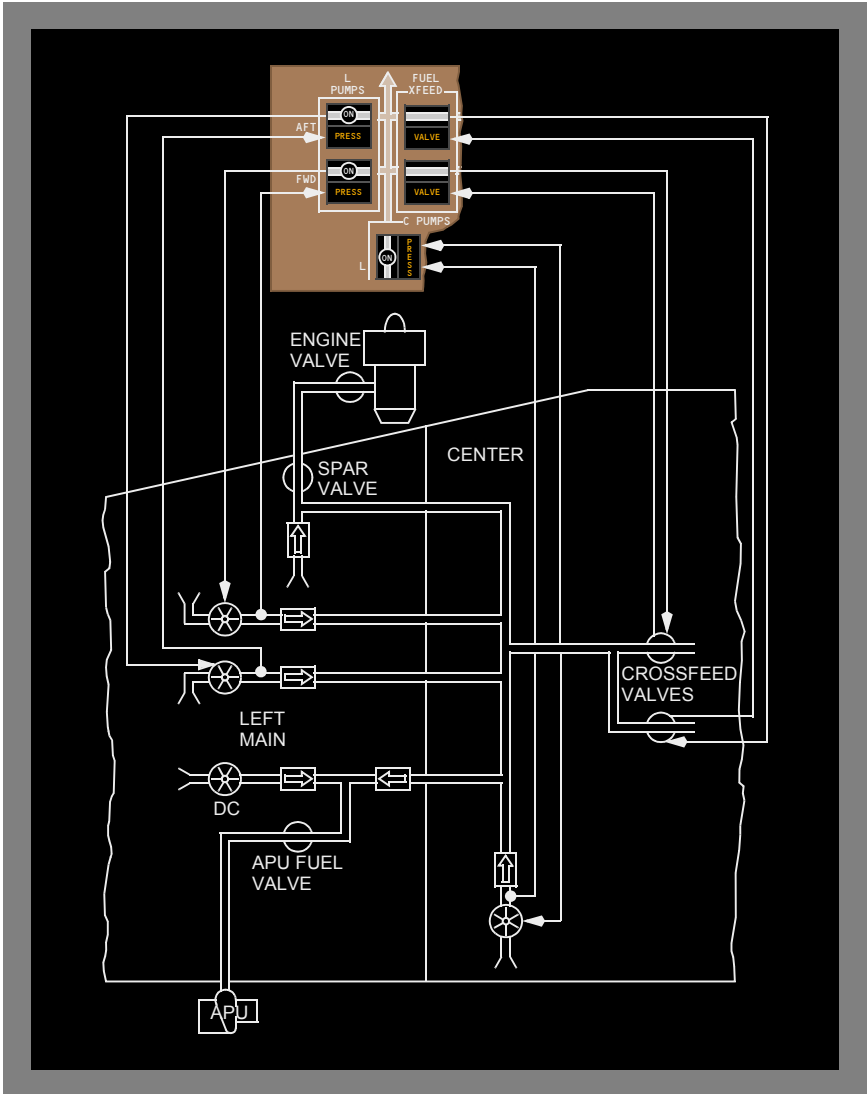 L
PUMPS
FUEL
XFEED
AFT
ON
PRESS
VALVE
FWD
ON
PRESS
VALVE
C PUMPS
L
ON
PRESS
ENGINE
VALVE
CENTER
SPAR
VALVE
CROSSFEED
VALVES
LEFT
MAIN
DC
APU FUEL
VALVE
APU